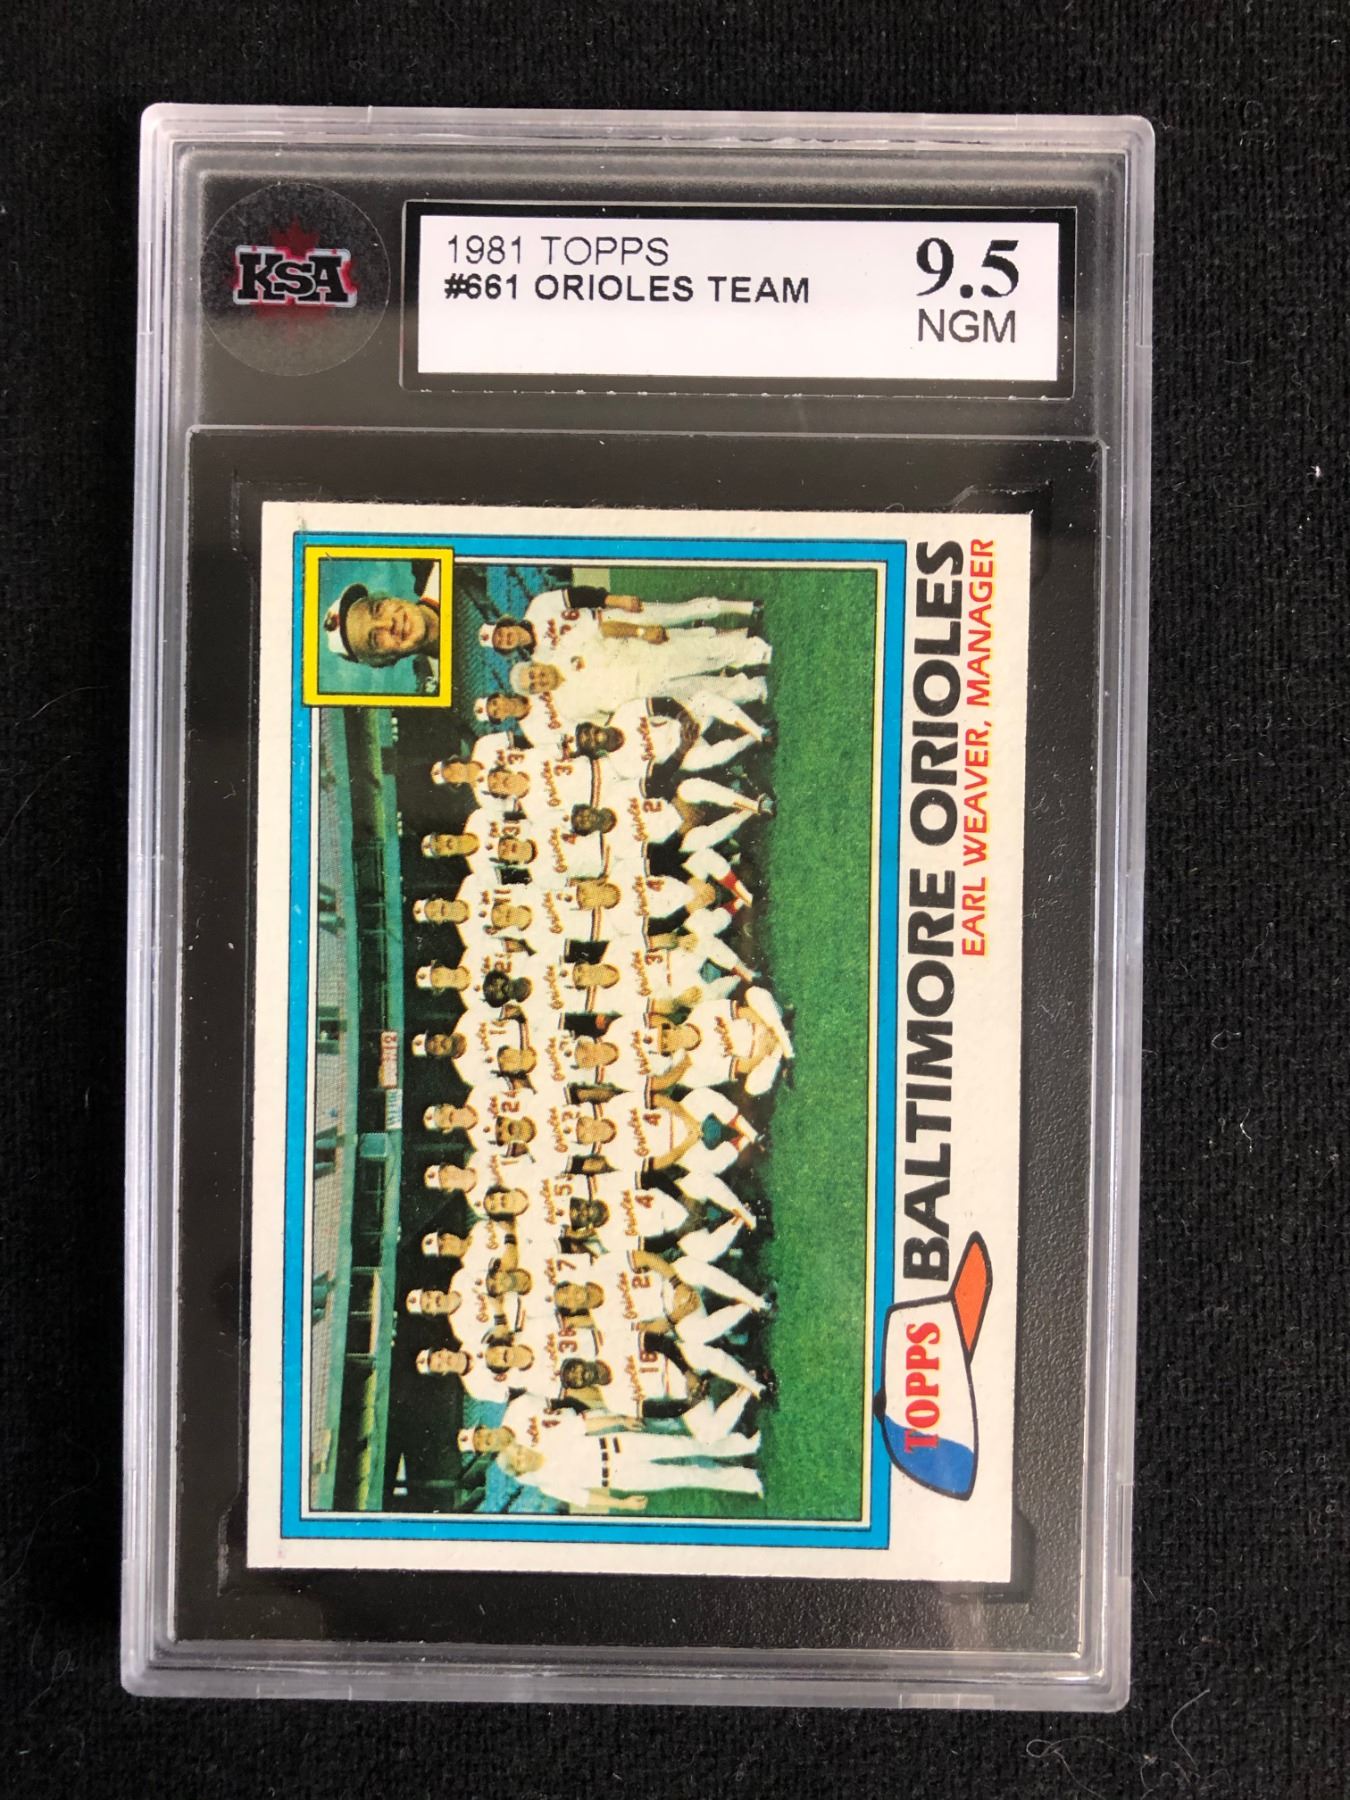 KSA
1981 TOPPS
#661 ORIOLES TEAM
9.5
NGM
BALTIMORE ORIOLES
EARL WEAVER, MANAGER
TOPPS